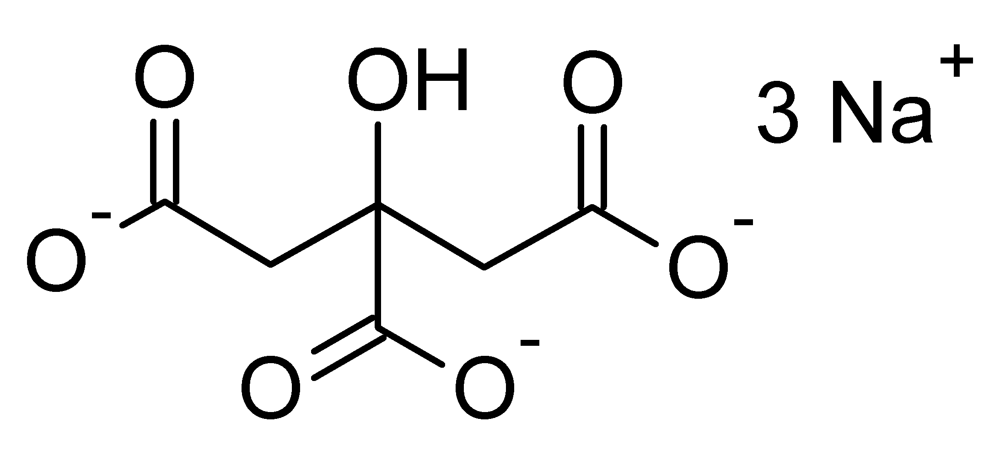 O OH O 3 Na+
O- O-
O O-